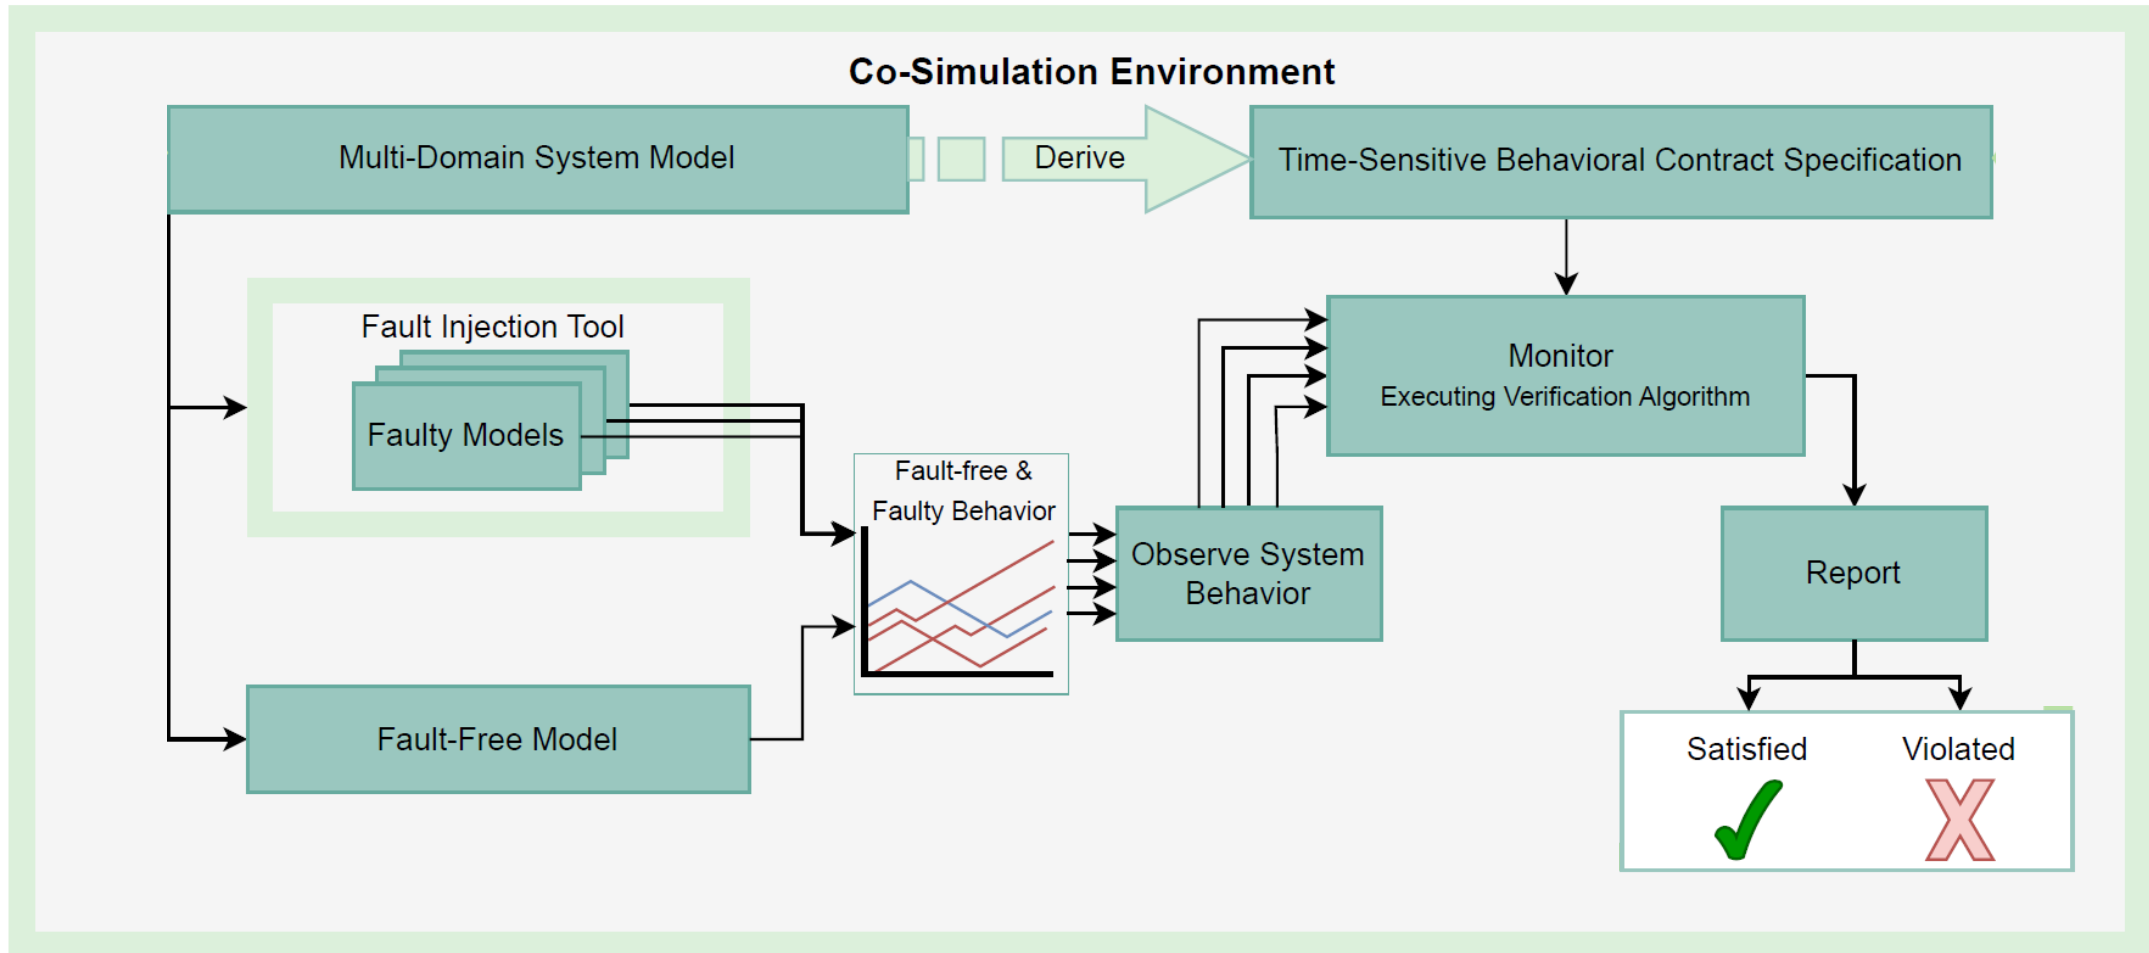 Co-Simulation Environment
Multi-Domain System Model
Derive
Time-Sensitive Behavioral Contract Specification
Fault Injection Tool
Faulty Models
Monitor
Executing Verification Algorithm
Fault-free &
Faulty Behavior
Observe System
Behavior
Report
Fault-Free Model
Satisfied
Violated